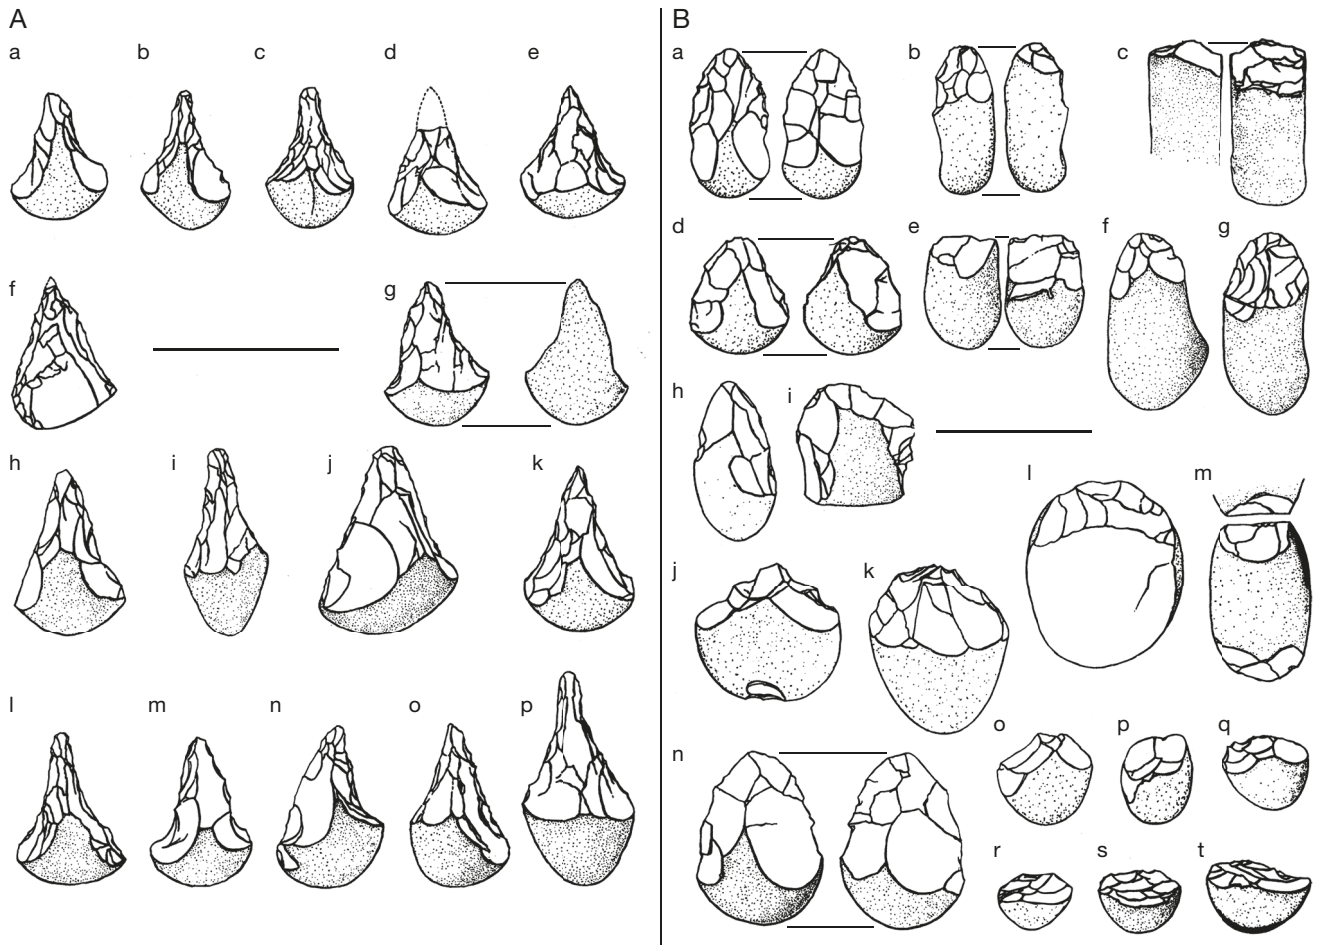 A
a b c d e
f g
h i j k
l m n o p
B
a b c
d e f g
h i
l m
j k
n o p q
r s t